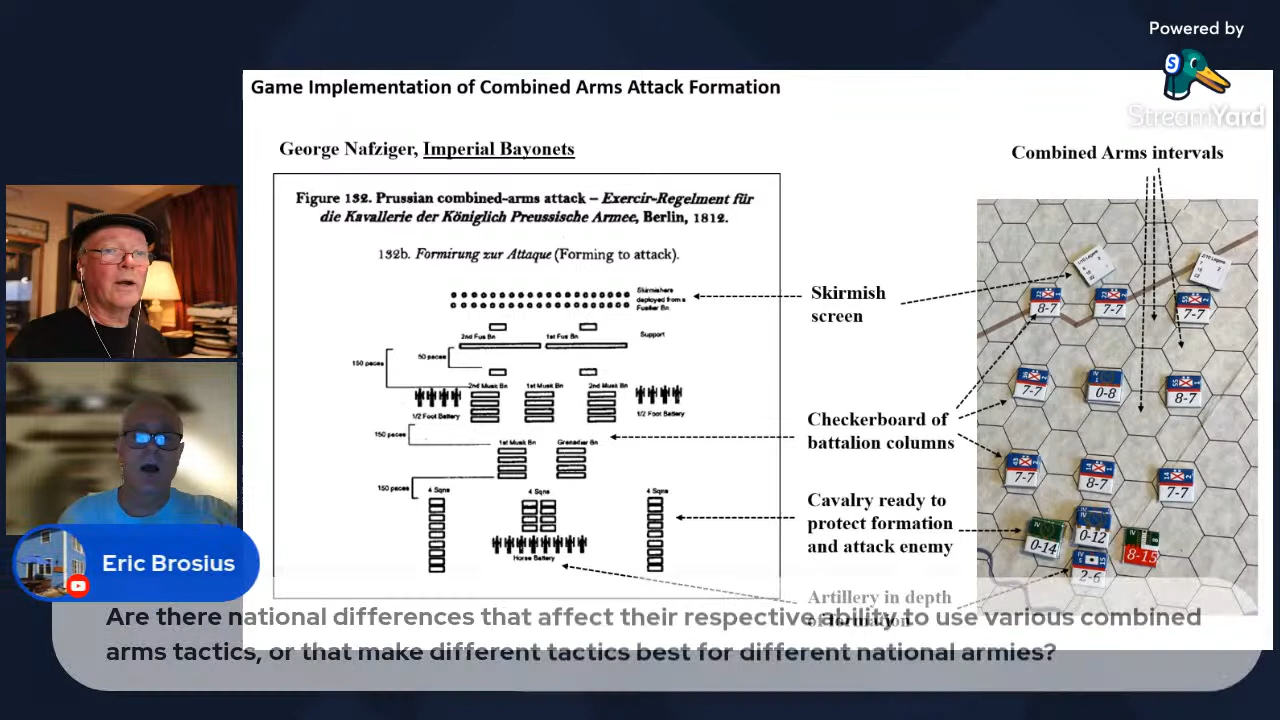 Powered by
StreamYard
Game Implementation of Combined Arms Attack Formation
George Nafziger, Imperial Bayonets
Combined Arms intervals
Figure 132. Prussian combined-arms attack – Exercir-Regelment für
die Kavallerie der Königlich Preussische Armee, Berlin, 1812.
132b. Formirung zur Attaque (Forming to attack).
Skirmishers
deployed from a
Fusilier Bn
Skirmish
screen
2nd Fus Bn
1st Fus Bn
Support
150 paces
50 paces
2nd Musk Bn
1st Musk Bn
2nd Musk Bn
1/2 Foot Battery
1/2 Foot Battery
150 paces
1st Musk Bn
Grenadier Bn
Checkerboard of
battalion columns
150 paces
4 Sqns
4 Sqns
4 Sqns
Horse Battery
Cavalry ready to
protect formation
and attack enemy
Artillery in depth
of formation
8-7
7-7
7-7
7-7
0-8
8-7
7-7
8-7
7-7
0-14
0-12
8-15
2-6
Eric Brosius
Are there national differences that affect their respective ability to use various combined
arms tactics, or that make different tactics best for different national armies?